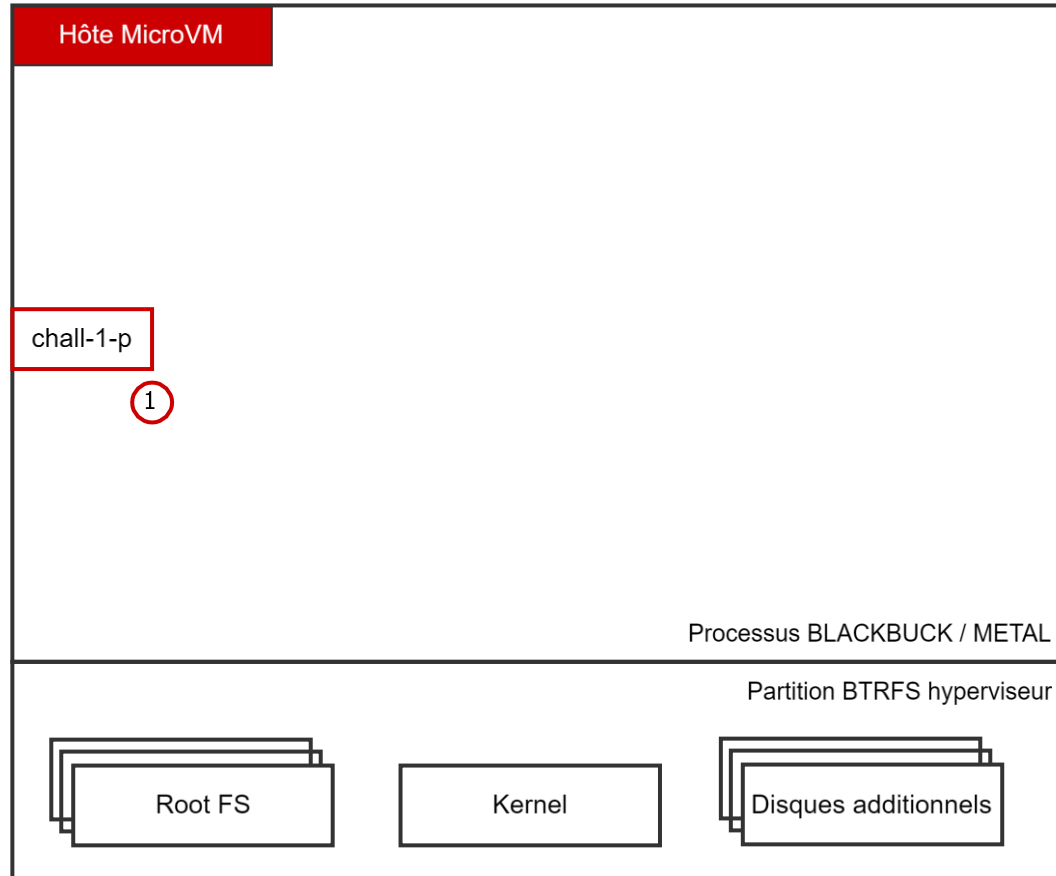 Hôte MicroVM
chall-1-p
1
Processus BLACKBUCK / METAL
Partition BTRFS hyperviseur
Root FS
Kernel
Disques additionnels